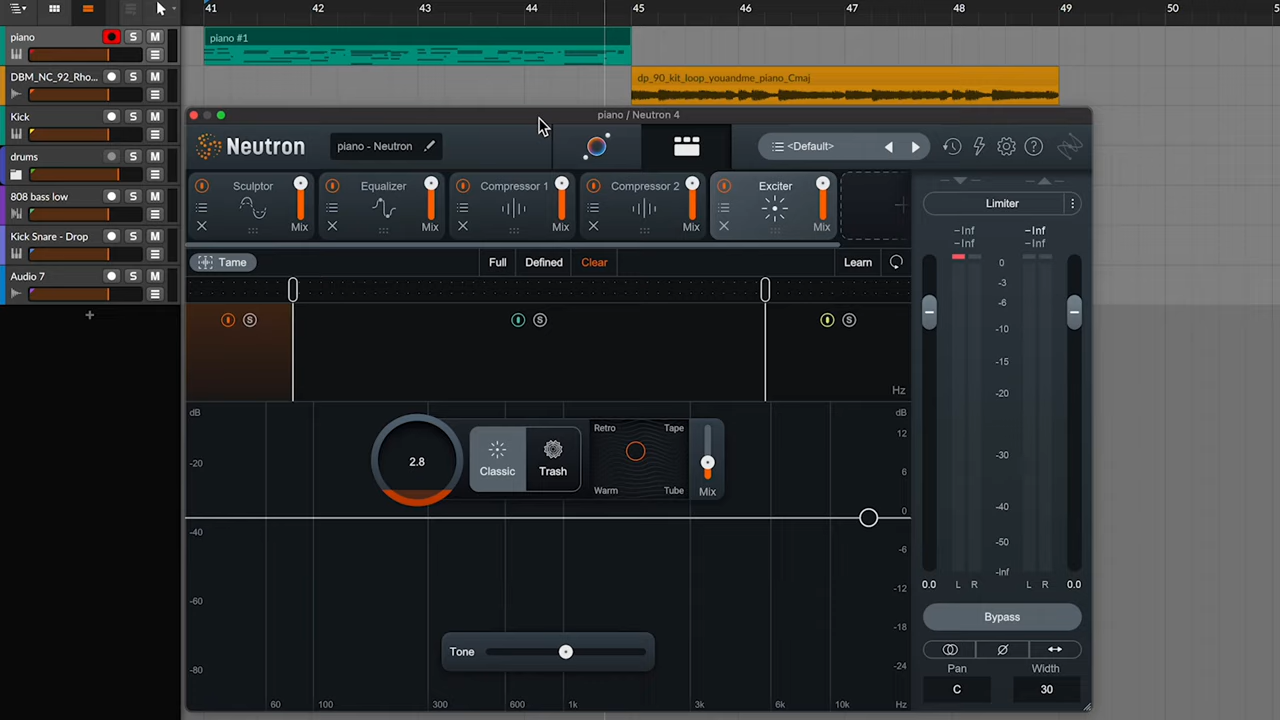 41 42 43 44 45 46 47 48 49 50 5
piano S M
piano #1
DBM_NC_92_Rho... S M
dp_90_kit_loop_youandme_piano_Cmaj
Kick S M
drums S M
808 bass low S M
Kick Snare - Drop S M
Audio 7 S M
+
piano / Neutron 4
Neutron
piano - Neutron
<Default>
Sculptor Mix
Equalizer Mix
Compressor 1 Mix
Compressor 2 Mix
Exciter Mix
Limiter
Tame
Full Defined Clear
Learn
-Inf -Inf
-Inf -Inf
S S S
Hz
dB dB
Retro Tape
Warm Tube
2.8
Classic
Trash
Mix
-20
-40
-60
-80
12
6
0
-6
-12
-18
-24
Tone
60 100 300 600 1k 3k 6k 10k Hz
0
-3
-6
-10
-15
-20
-30
-40
-50
-Inf
0.0 L R L R 0.0
Bypass
Pan Width
C 30